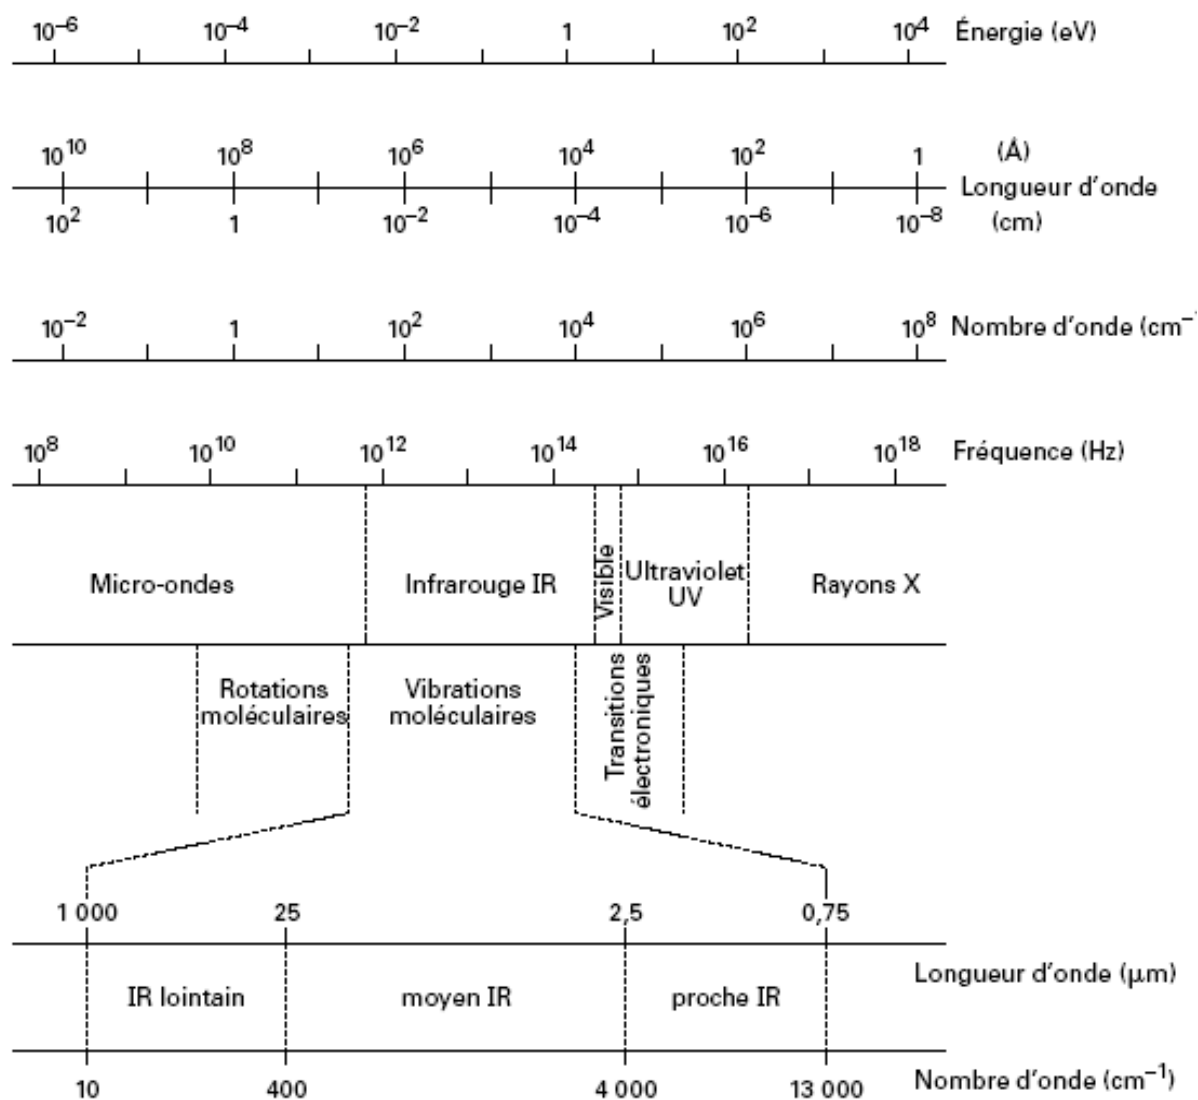 10⁻⁶ 10⁻⁴ 10⁻² 1 10² 10⁴ Énergie (eV)
10¹⁰ 10⁸ 10⁶ 10⁴ 10² 1 (Å)
Longueur d'onde
10² 1 10⁻² 10⁻⁴ 10⁻⁶ 10⁻⁸ (cm)
10⁻² 1 10² 10⁴ 10⁶ 10⁸ Nombre d'onde (cm⁻¹
10⁸ 10¹⁰ 10¹² 10¹⁴ 10¹⁶ 10¹⁸ Fréquence (Hz)
Micro-ondes
Infrarouge IR
Visible
Ultraviolet
UV
Rayons X
Rotations
moléculaires
Vibrations
moléculaires
Transitions
électroniques
1 000 25 2,5 0,75
Longueur d'onde (µm)
IR lointain moyen IR proche IR
10 400 4 000 13 000 Nombre d'onde (cm⁻¹)